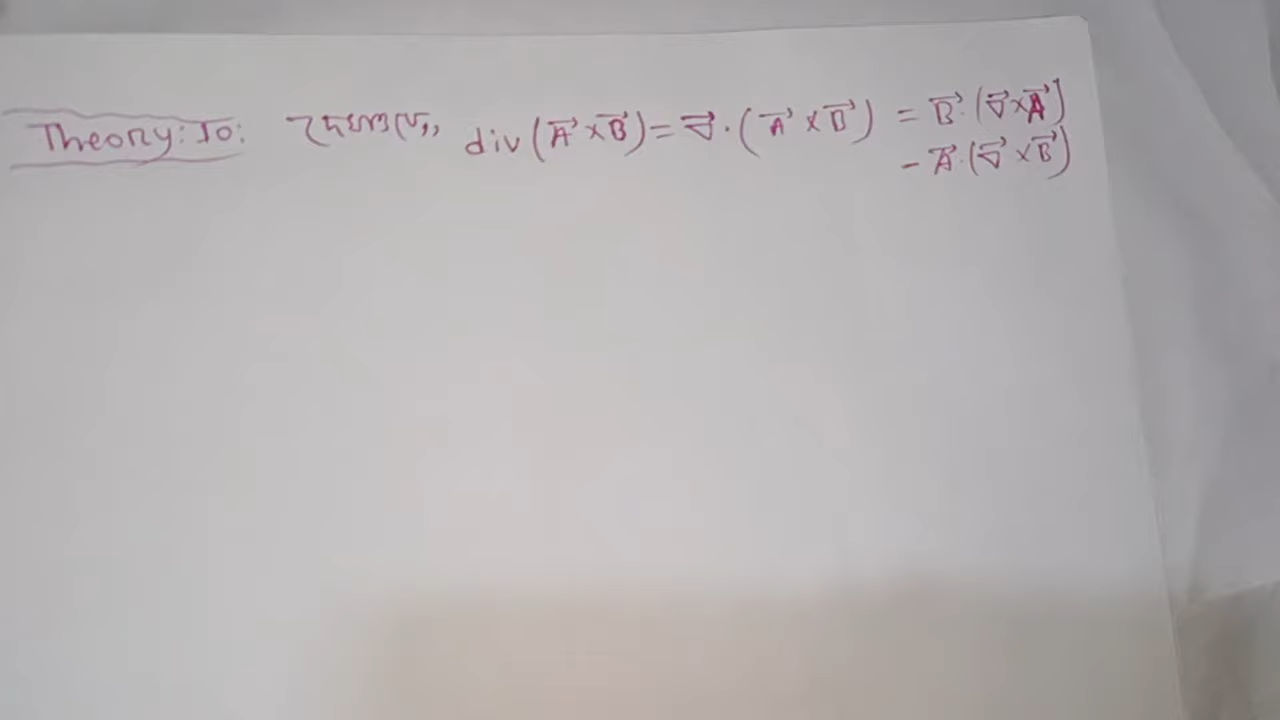 Theory: 10: দেখাও যে, div(A⃗ × B⃗) = ∇⃗ · (A⃗ × B⃗) = B⃗ · (∇⃗ × A⃗)
- A⃗ · (∇⃗ × B⃗)